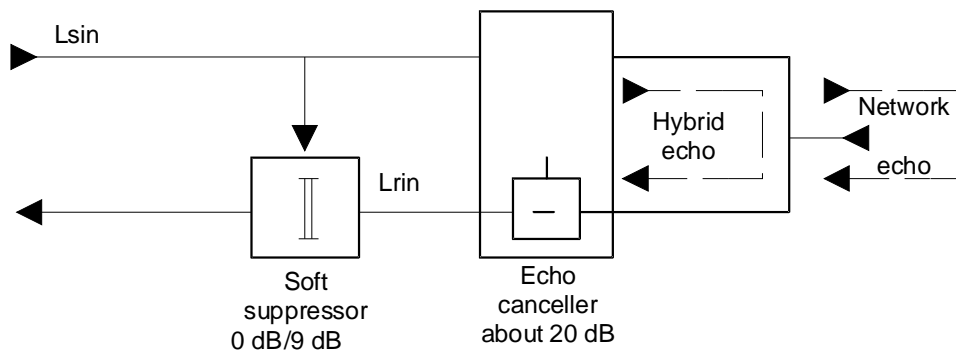 Lsin
Network
Hybrid
echo
echo
Lrin
Soft
suppressor
0 dB/9 dB
Echo
canceller
about 20 dB